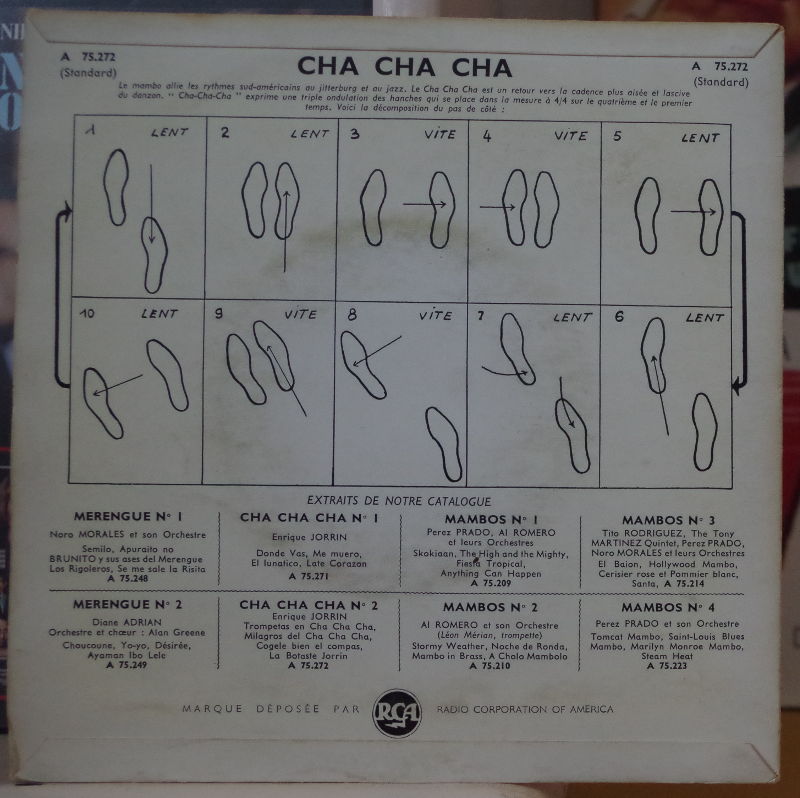 A 75.272
(Standard)
CHA CHA CHA
A 75.272
(Standard)
Le mambo allie les rythmes sud-américains au jitterburg et au jazz. Le Cha Cha Cha est un retour vers la cadence plus aisée et lascive
du danzon. " Cha-Cha-Cha " exprime une triple ondulation des hanches qui se place dans la mesure à 4/4 sur le quatrième et le premier
temps. Voici la décomposition du pas de côté :
1 LENT
2 LENT
3 VITE
4 VITE
5 LENT
10 LENT
9 VITE
8 VITE
7 LENT
6 LENT
EXTRAITS DE NOTRE CATALOGUE
MERENGUE N° 1
Noro MORALES et son Orchestre
Semilo, Apuraito no
BRUNITO y sus ases del Merengue
Los Rigoleros, Se me sale la Risita
A 75.248
CHA CHA CHA N° 1
Enrique JORRIN
Donde Vas, Me muero,
El lunatico, Late Corazon
A 75.271
MAMBOS N° 1
Perez PRADO, Al ROMERO
et leurs Orchestres
Skokiaan, The High and the Mighty,
Fiesta Tropical,
Anything Can Happen
A 75.209
MAMBOS N° 3
Tito RODRIGUEZ, The Tony
MARTINEZ Quintet, Perez PRADO,
Noro MORALES et leurs Orchestres
El Baion, Hollywood Mambo,
Cerisier rose et Pommier blanc,
Santa, A 75.214
MERENGUE N° 2
Diane ADRIAN
Orchestre et chœur : Alan Greene
Choucoune, Yo-yo, Désirée,
Ayaman Ibo Lele
A 75.249
CHA CHA CHA N° 2
Enrique JORRIN
Trompetas en Cha Cha Cha,
Milagros del Cha Cha Cha,
Cogele bien el compas,
La Botaste Jorrin
A 75.272
MAMBOS N° 2
Al ROMERO et son Orchestre
(Léon Mérian, trompette)
Stormy Weather, Noche de Ronda,
Mambo in Brass, A Cholo Mambolo
A 75.210
MAMBOS N° 4
Perez PRADO et son Orchestre
Tomcat Mambo, Saint-Louis Blues
Mambo, Marilyn Monroe Mambo,
Steam Heat
A 75.223
MARQUE DÉPOSÉE PAR RCA RADIO CORPORATION OF AMERICA